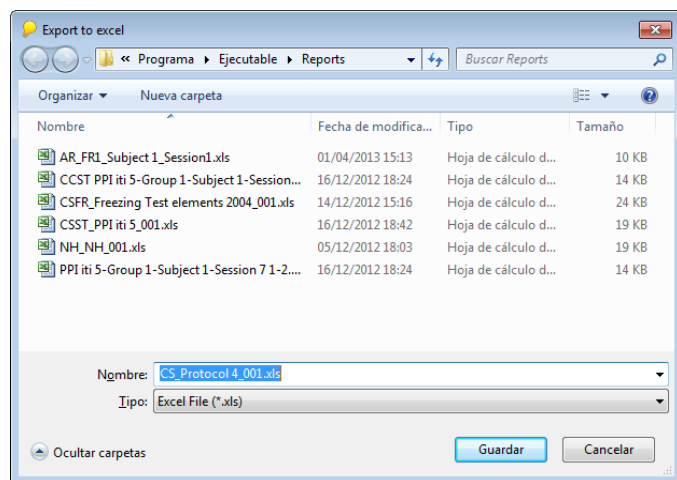 Export to excel
« Programa Ejecutable Reports Buscar Reports
Organizar Nueva carpeta
Nombre Fecha de modifica... Tipo Tamaño
AR_FR1_Subject 1_Session1.xls 01/04/2013 15:13 Hoja de cálculo d... 10 KB
CCST PPI iti 5-Group 1-Subject 1-Session... 16/12/2012 18:24 Hoja de cálculo d... 14 KB
CSFR_Freezing Test elements 2004_001.xls 14/12/2012 15:16 Hoja de cálculo d... 24 KB
CSST_PPI iti 5_001.xls 16/12/2012 18:42 Hoja de cálculo d... 19 KB
NH_NH_001.xls 05/12/2012 18:03 Hoja de cálculo d... 19 KB
PPI iti 5-Group 1-Subject 1-Session 7 1-2.... 16/12/2012 18:24 Hoja de cálculo d... 14 KB
Nombre: CS_Protocol 4_001.xls
Tipo: Excel File (*.xls)
Ocultar carpetas Guardar Cancelar